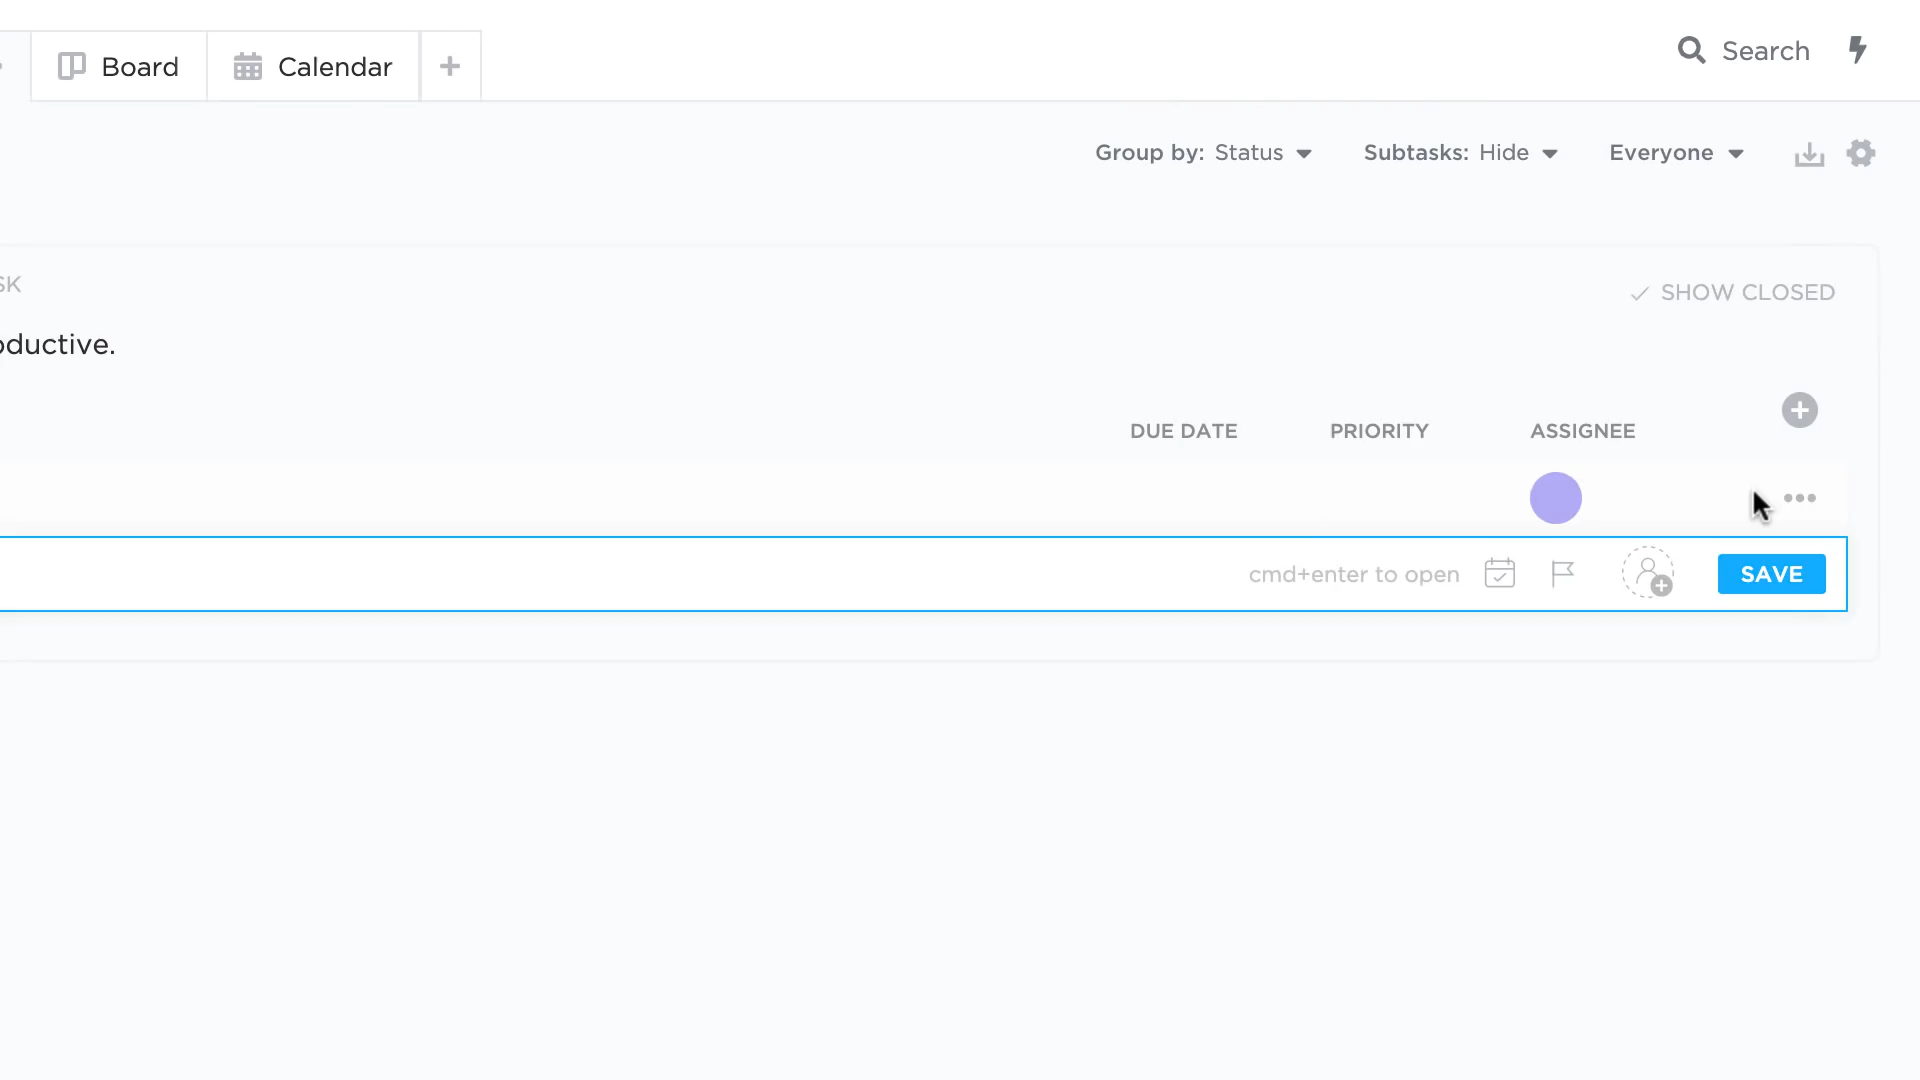 Board Calendar + Search
Group by: Status Subtasks: Hide Everyone
SK SHOW CLOSED
oductive.
DUE DATE PRIORITY ASSIGNEE
cmd+enter to open SAVE